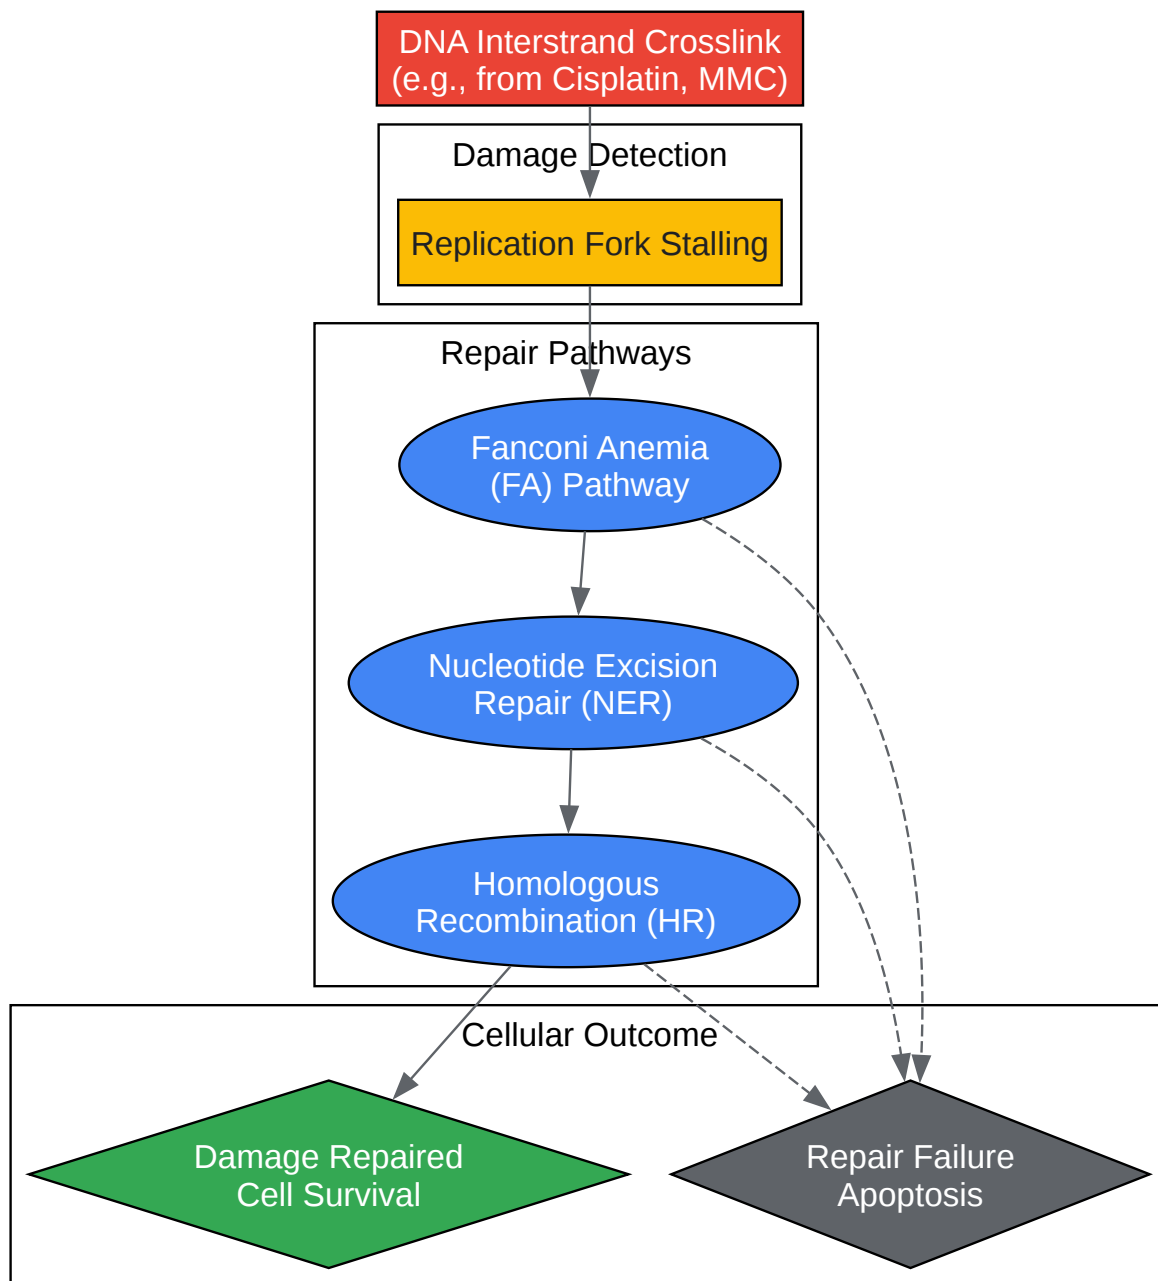 DNA Interstrand Crosslink
(e.g., from Cisplatin, MMC)
Damage Detection
Replication Fork Stalling
Repair Pathways
Fanconi Anemia
(FA) Pathway
Nucleotide Excision
Repair (NER)
Homologous
Recombination (HR)
Cellular Outcome
Damage Repaired
Cell Survival
Repair Failure
Apoptosis